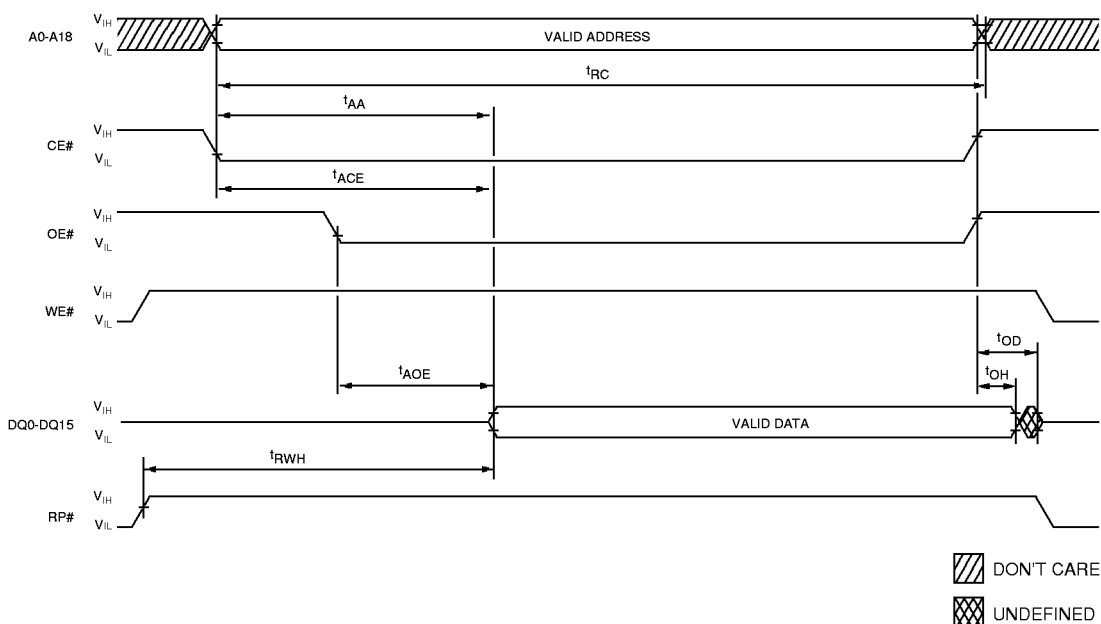 A0-A18
VIH
VIL
VALID ADDRESS
tRC
tAA
CE#
VIH
VIL
tACE
OE#
VIH
VIL
WE#
VIH
VIL
tOD
tAOE
tOH
DQ0-DQ15
VIH
VIL
VALID DATA
tRWH
RP#
VIH
VIL
DON'T CARE
UNDEFINED